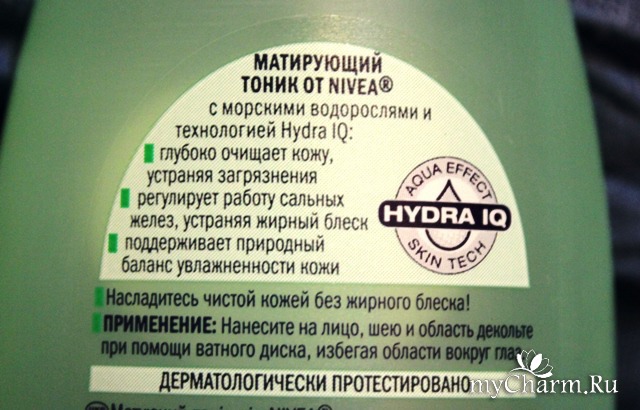 МАТИРУЮЩИЙ
ТОНИК ОТ NIVEA®
с морскими водорослями и
технологией Hydra IQ:
глубоко очищает кожу,
устраняя загрязнения
регулирует работу сальных
желез, устраняя жирный блеск
поддерживает природный
баланс увлажненности кожи
AQUA EFFECT
HYDRA IQ
SKIN TECH
Насладитесь чистой кожей без жирного блеска!
ПРИМЕНЕНИЕ: Нанесите на лицо, шею и область декольте
при помощи ватного диска, избегая области вокруг глаз
ДЕРМАТОЛОГИЧЕСКИ ПРОТЕСТИРОВАНО
myCharm.Ru